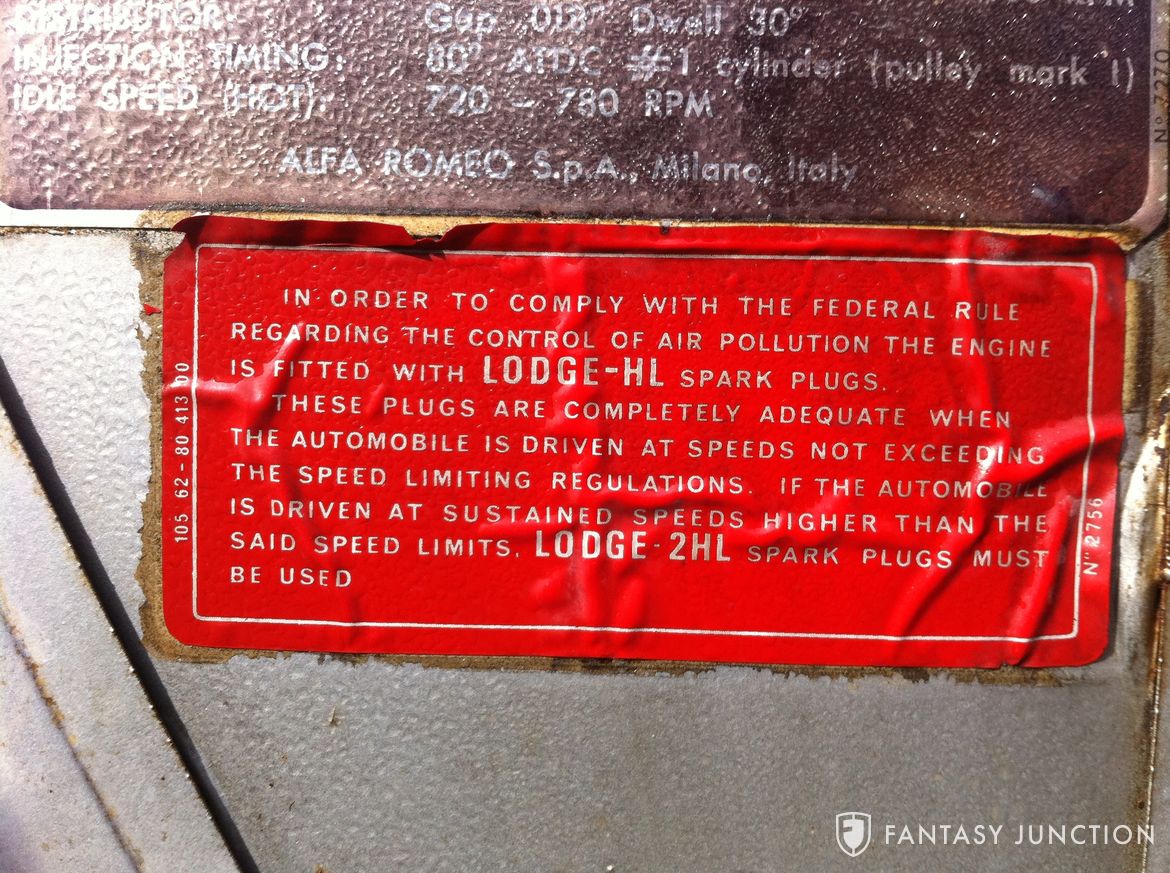 DISTRIBUTOR: Gap .018" Dwell 30°
INJECTION TIMING: 80° ATDC #1 cylinder (pulley mark I)
IDLE SPEED (HOT): 720 - 780 RPM
ALFA ROMEO S.p.A., Milano, Italy
N° 7270
IN ORDER TO COMPLY WITH THE FEDERAL RULE
REGARDING THE CONTROL OF AIR POLLUTION THE ENGINE
IS FITTED WITH LODGE-HL SPARK PLUGS.
THESE PLUGS ARE COMPLETELY ADEQUATE WHEN
THE AUTOMOBILE IS DRIVEN AT SPEEDS NOT EXCEEDING
THE SPEED LIMITING REGULATIONS. IF THE AUTOMOBILE
IS DRIVEN AT SUSTAINED SPEEDS HIGHER THAN THE
SAID SPEED LIMITS, LODGE-2HL SPARK PLUGS MUST
BE USED
105 62-80 413 00
N° 2756
FANTASY JUNCTION